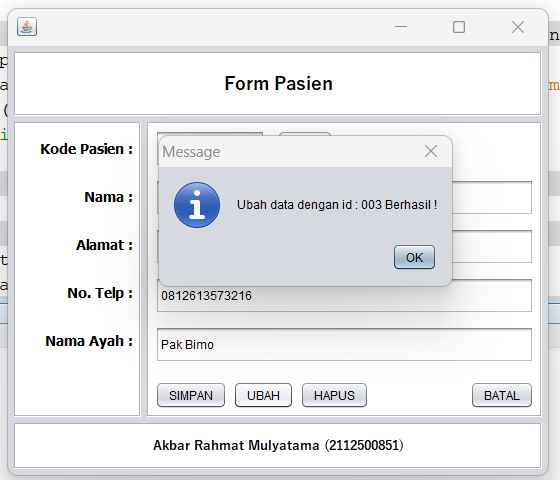 Form Pasien
Kode Pasien :
Message
Nama :
Ubah data dengan id : 003 Berhasil !
Alamat :
OK
No. Telp :
0812613573216
Nama Ayah :
Pak Bimo
SIMPAN UBAH HAPUS BATAL
Akbar Rahmat Mulyatama (2112500851)